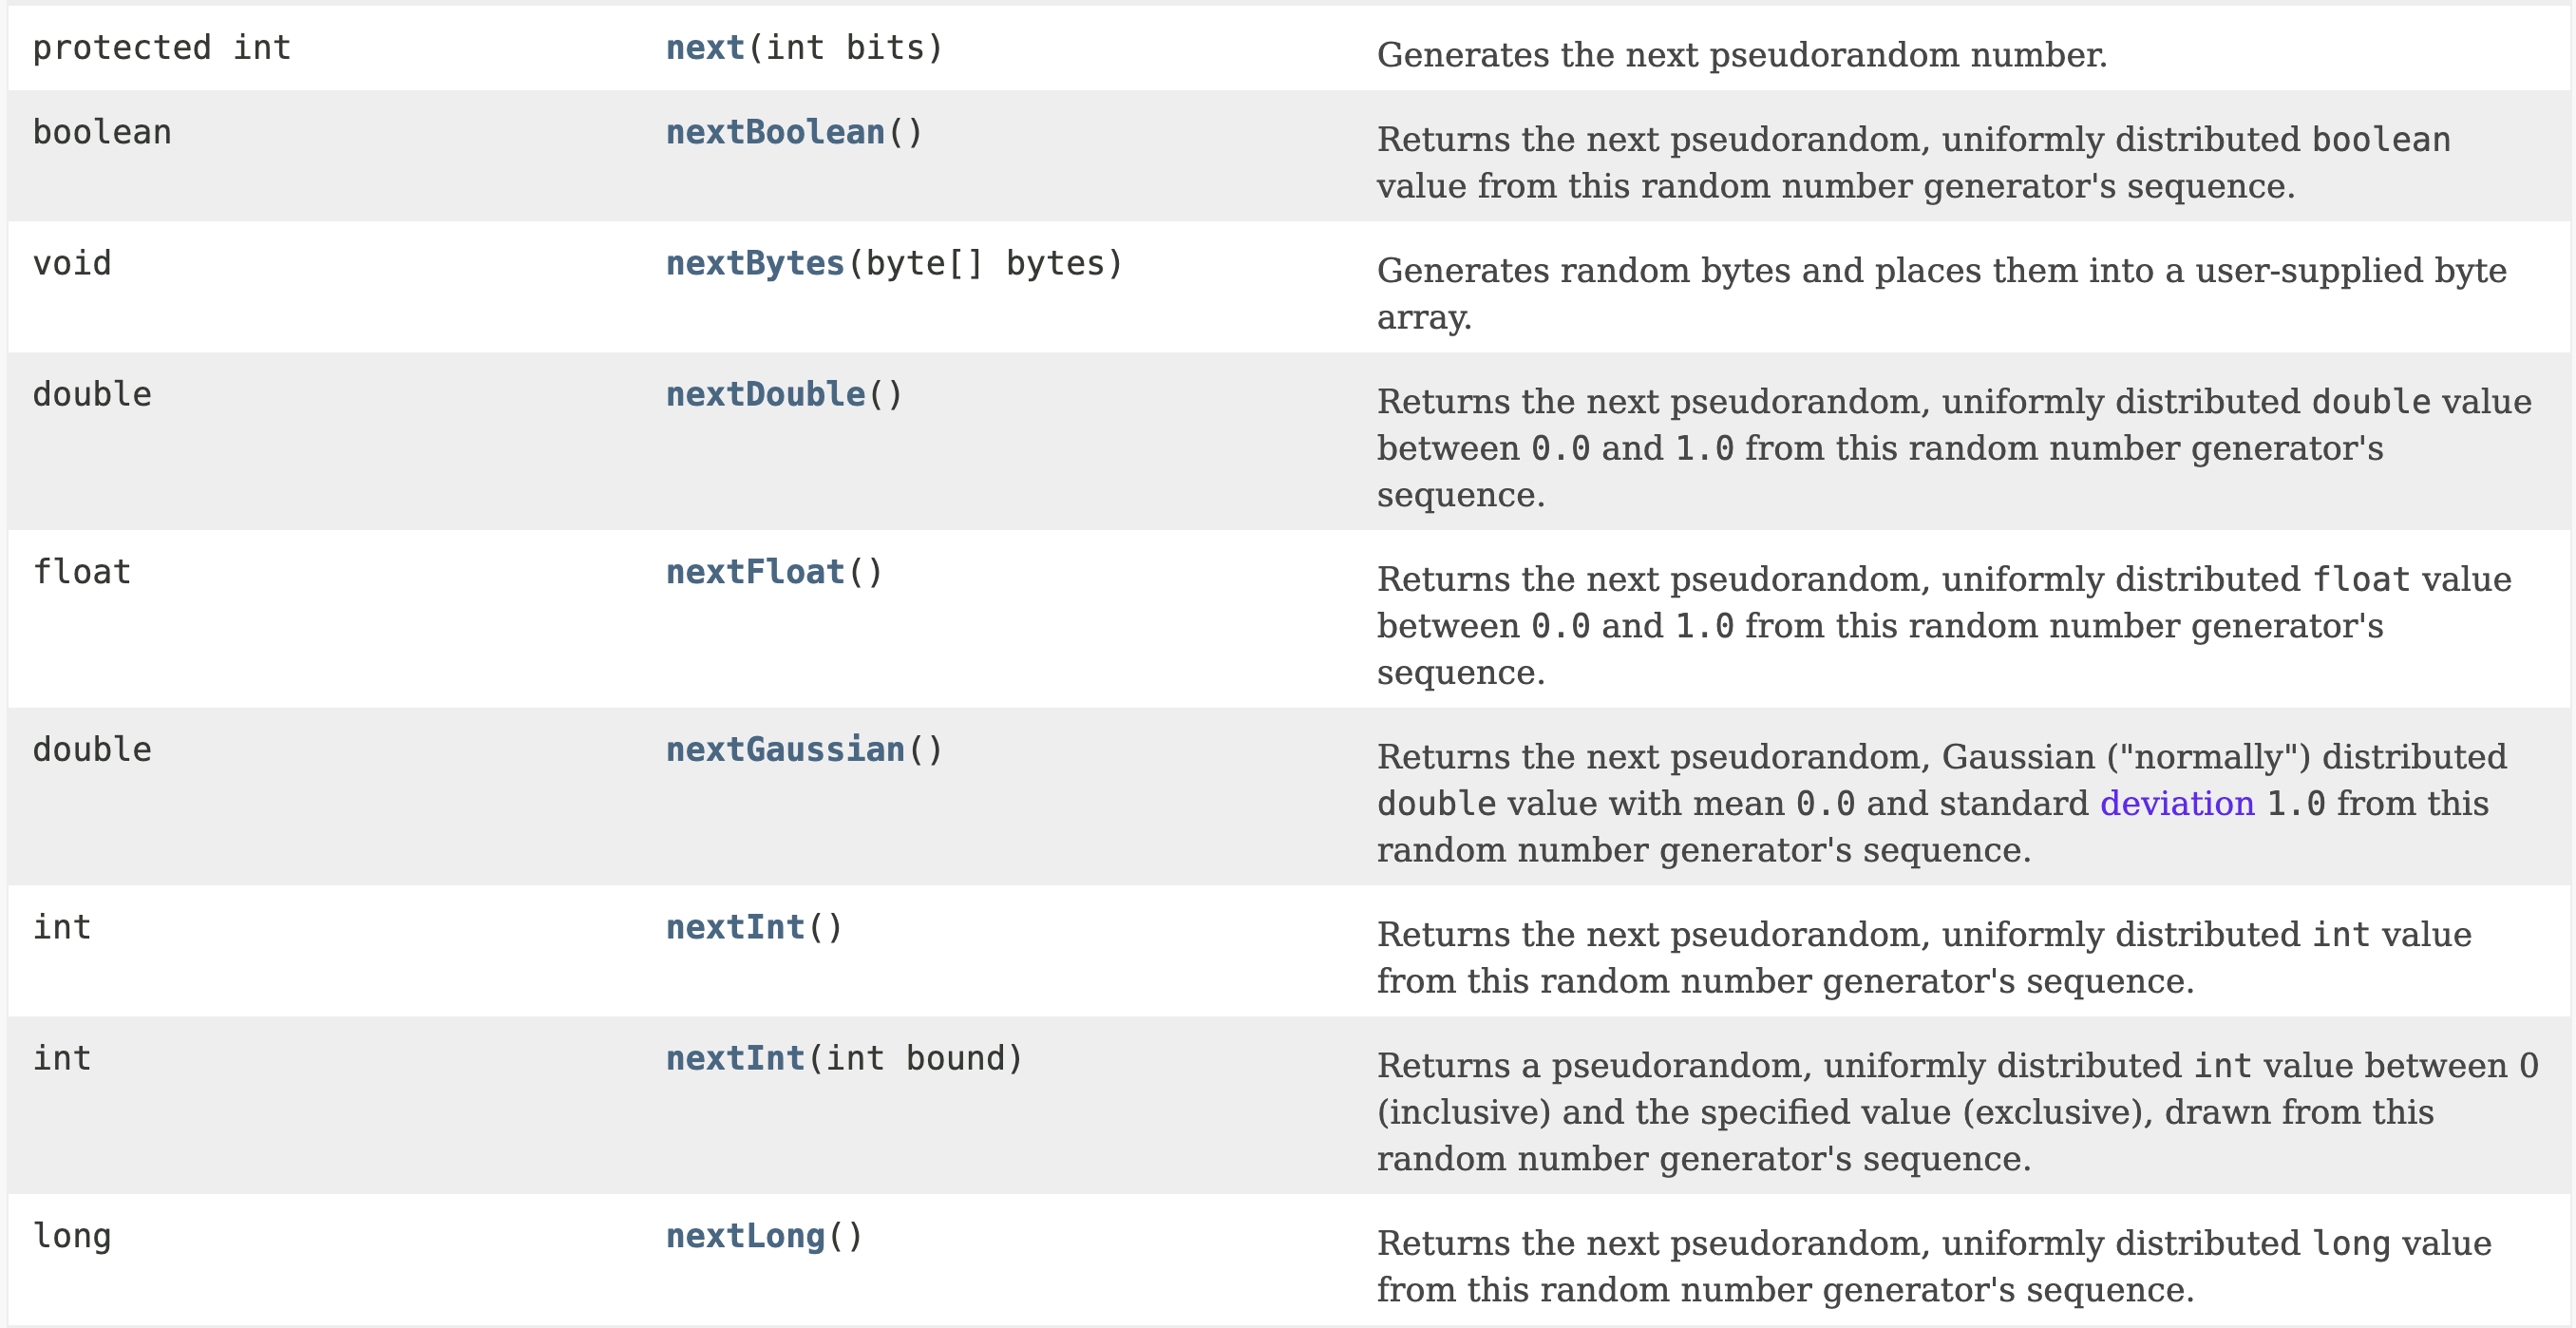 protected int next(int bits) Generates the next pseudorandom number.
boolean nextBoolean() Returns the next pseudorandom, uniformly distributed boolean
value from this random number generator's sequence.
void nextBytes(byte[] bytes) Generates random bytes and places them into a user-supplied byte
array.
double nextDouble() Returns the next pseudorandom, uniformly distributed double value
between 0.0 and 1.0 from this random number generator's
sequence.
float nextFloat() Returns the next pseudorandom, uniformly distributed float value
between 0.0 and 1.0 from this random number generator's
sequence.
double nextGaussian() Returns the next pseudorandom, Gaussian ("normally") distributed
double value with mean 0.0 and standard deviation 1.0 from this
random number generator's sequence.
int nextInt() Returns the next pseudorandom, uniformly distributed int value
from this random number generator's sequence.
int nextInt(int bound) Returns a pseudorandom, uniformly distributed int value between 0
(inclusive) and the specified value (exclusive), drawn from this
random number generator's sequence.
long nextLong() Returns the next pseudorandom, uniformly distributed long value
from this random number generator's sequence.